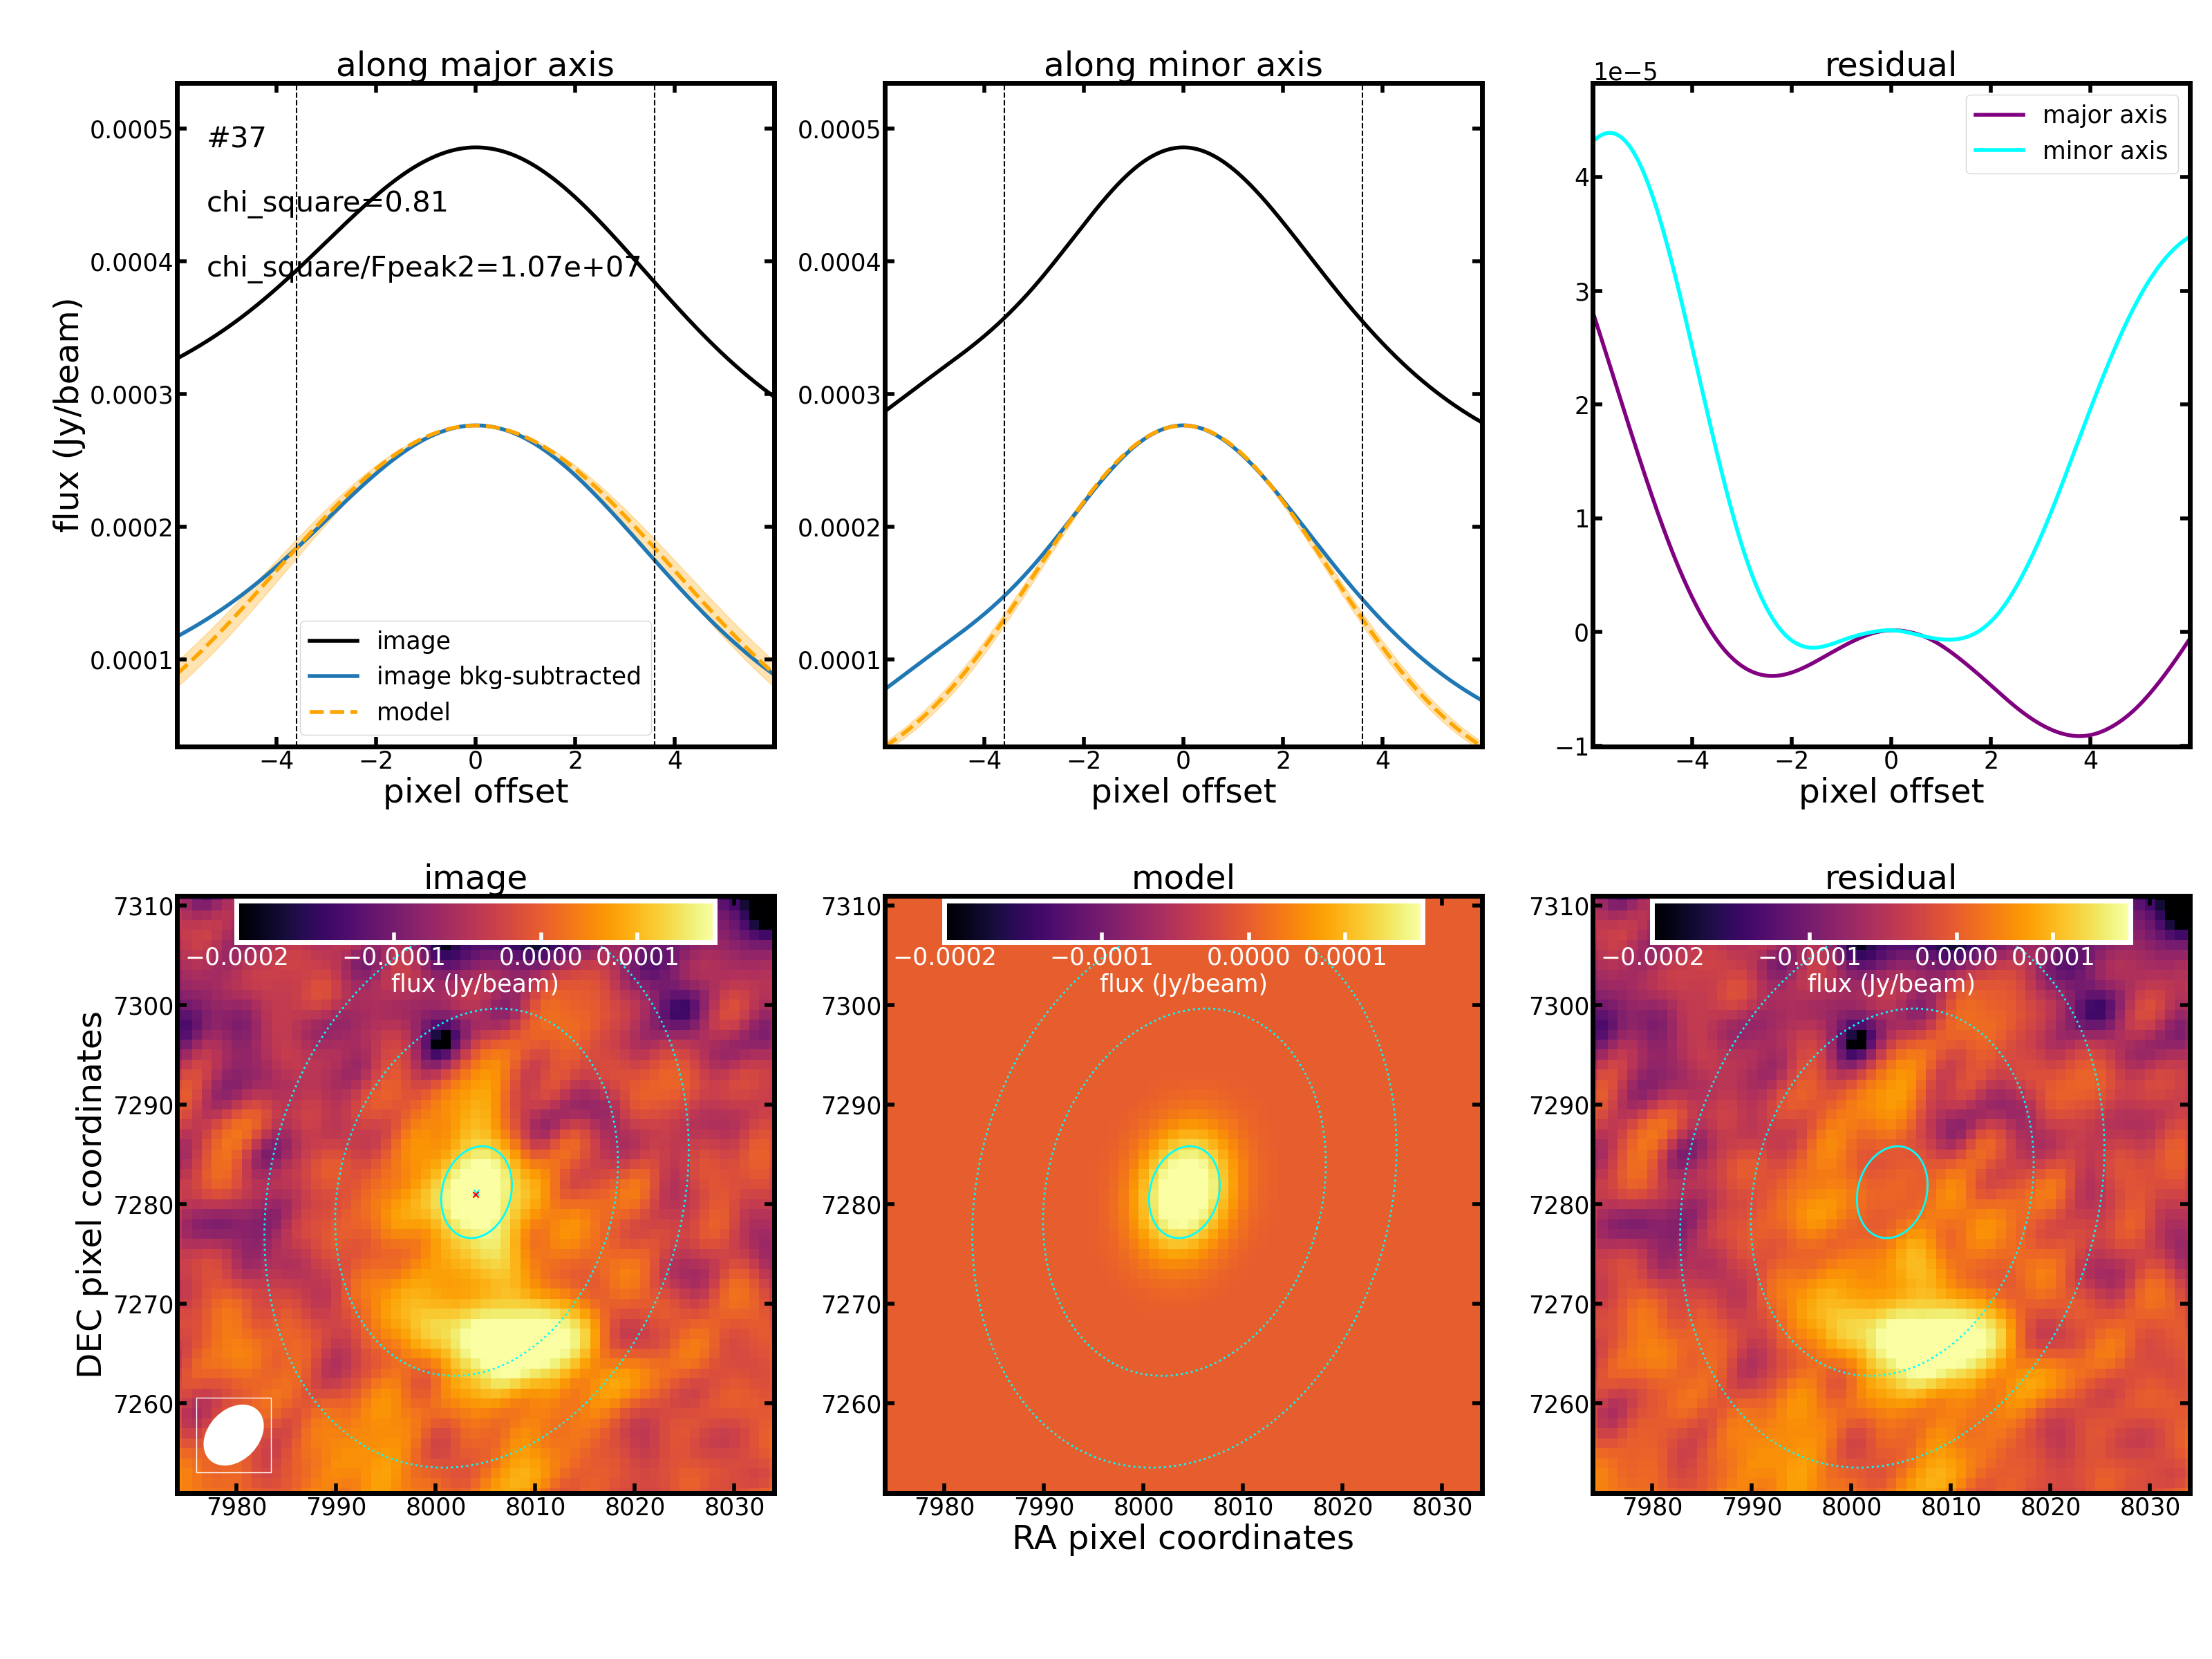 along major axis
along minor axis
residual
1e−5
#37
chi_square=0.81
chi_square/Fpeak2=1.07e+07
image
image bkg-subtracted
model
major axis
minor axis
flux (Jy/beam)
0.0005
0.0004
0.0003
0.0002
0.0001
0.0005
0.0004
0.0003
0.0002
0.0001
4
3
2
1
0
−1
−4 −2 0 2 4
−4 −2 0 2 4
−4 −2 0 2 4
pixel offset
pixel offset
pixel offset
image
model
residual
−0.0002 −0.0001 0.0000 0.0001
flux (Jy/beam)
−0.0002 −0.0001 0.0000 0.0001
flux (Jy/beam)
−0.0002 −0.0001 0.0000 0.0001
flux (Jy/beam)
DEC pixel coordinates
7310
7300
7290
7280
7270
7260
7310
7300
7290
7280
7270
7260
7310
7300
7290
7280
7270
7260
7980 7990 8000 8010 8020 8030
7980 7990 8000 8010 8020 8030
7980 7990 8000 8010 8020 8030
RA pixel coordinates